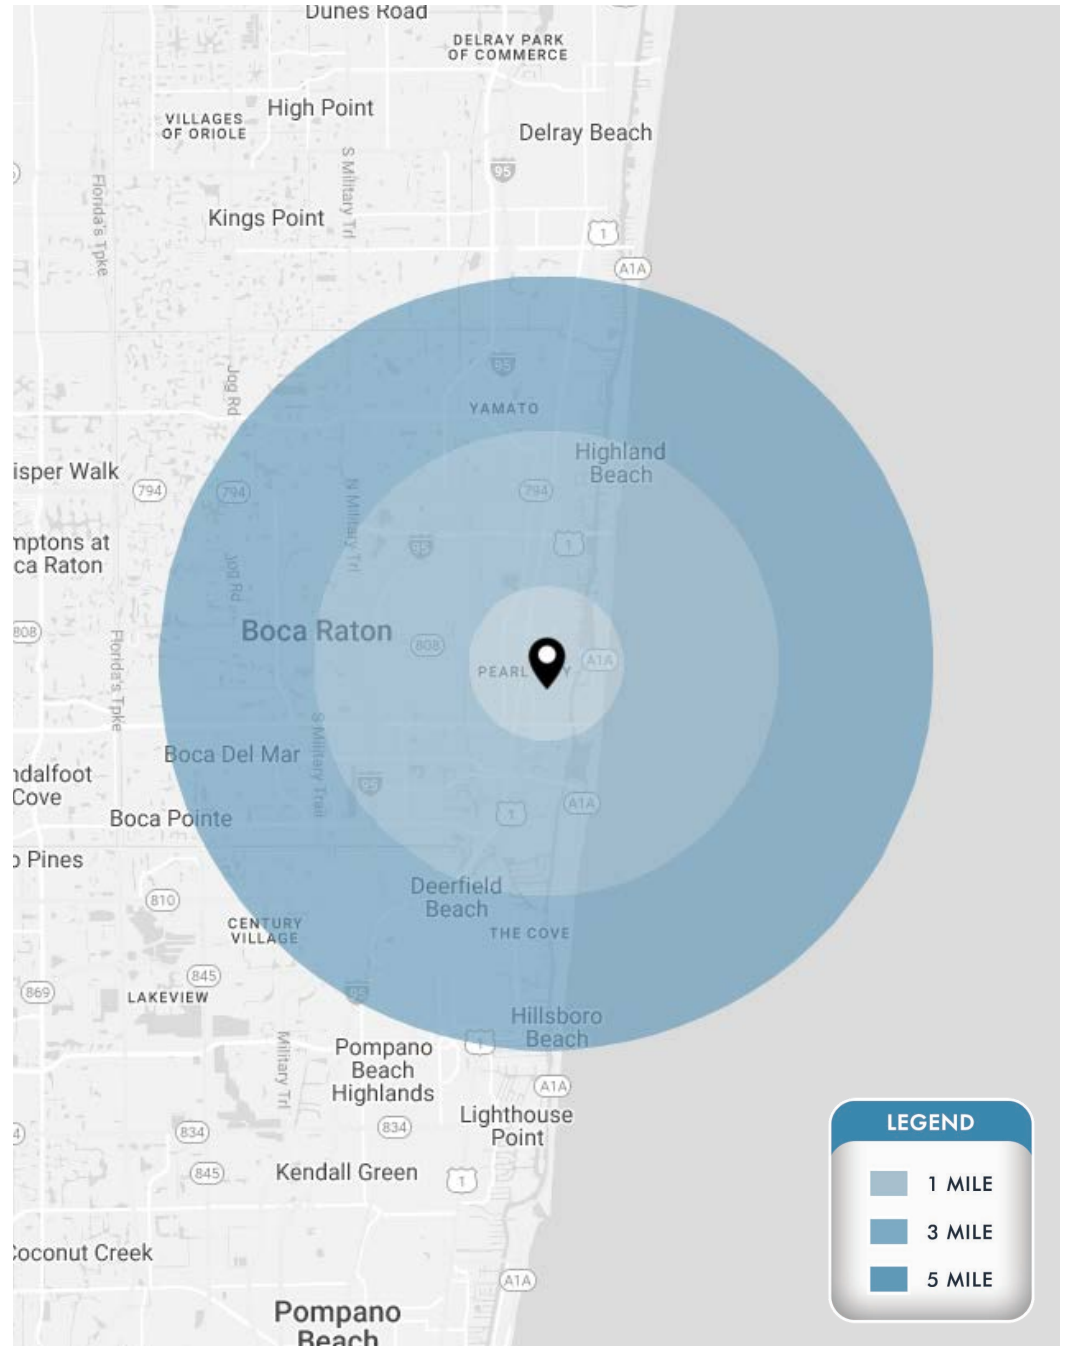 Dunes Road
DELRAY PARK
OF COMMERCE
High Point
VILLAGES
OF ORIOLE
Delray Beach
S Military Trl
95
Florida's Tpke
Kings Point
1
A1A
95
Jog Rd
YAMATO
Highland
Beach
isper Walk
794
794
794
N Military Trl
mptons at
ca Raton
95
1
Jog Rd
808
Boca Raton
808
A1A
PEARL
Y
Florida's Tpke
S Military Trail
Boca Del Mar
ndalfoot
Cove
95
A1A
1
Boca Pointe
o Pines
810
Deerfield
Beach
CENTURY
VILLAGE
THE COVE
845
869
LAKEVIEW
95
Hillsboro
Beach
1
Military Trl
Pompano
Beach
Highlands
A1A
Lighthouse
Point
4
834
834
845
Kendall Green
1
Coconut Creek
A1A
Pompano
Beach
LEGEND
1 MILE
3 MILE
5 MILE